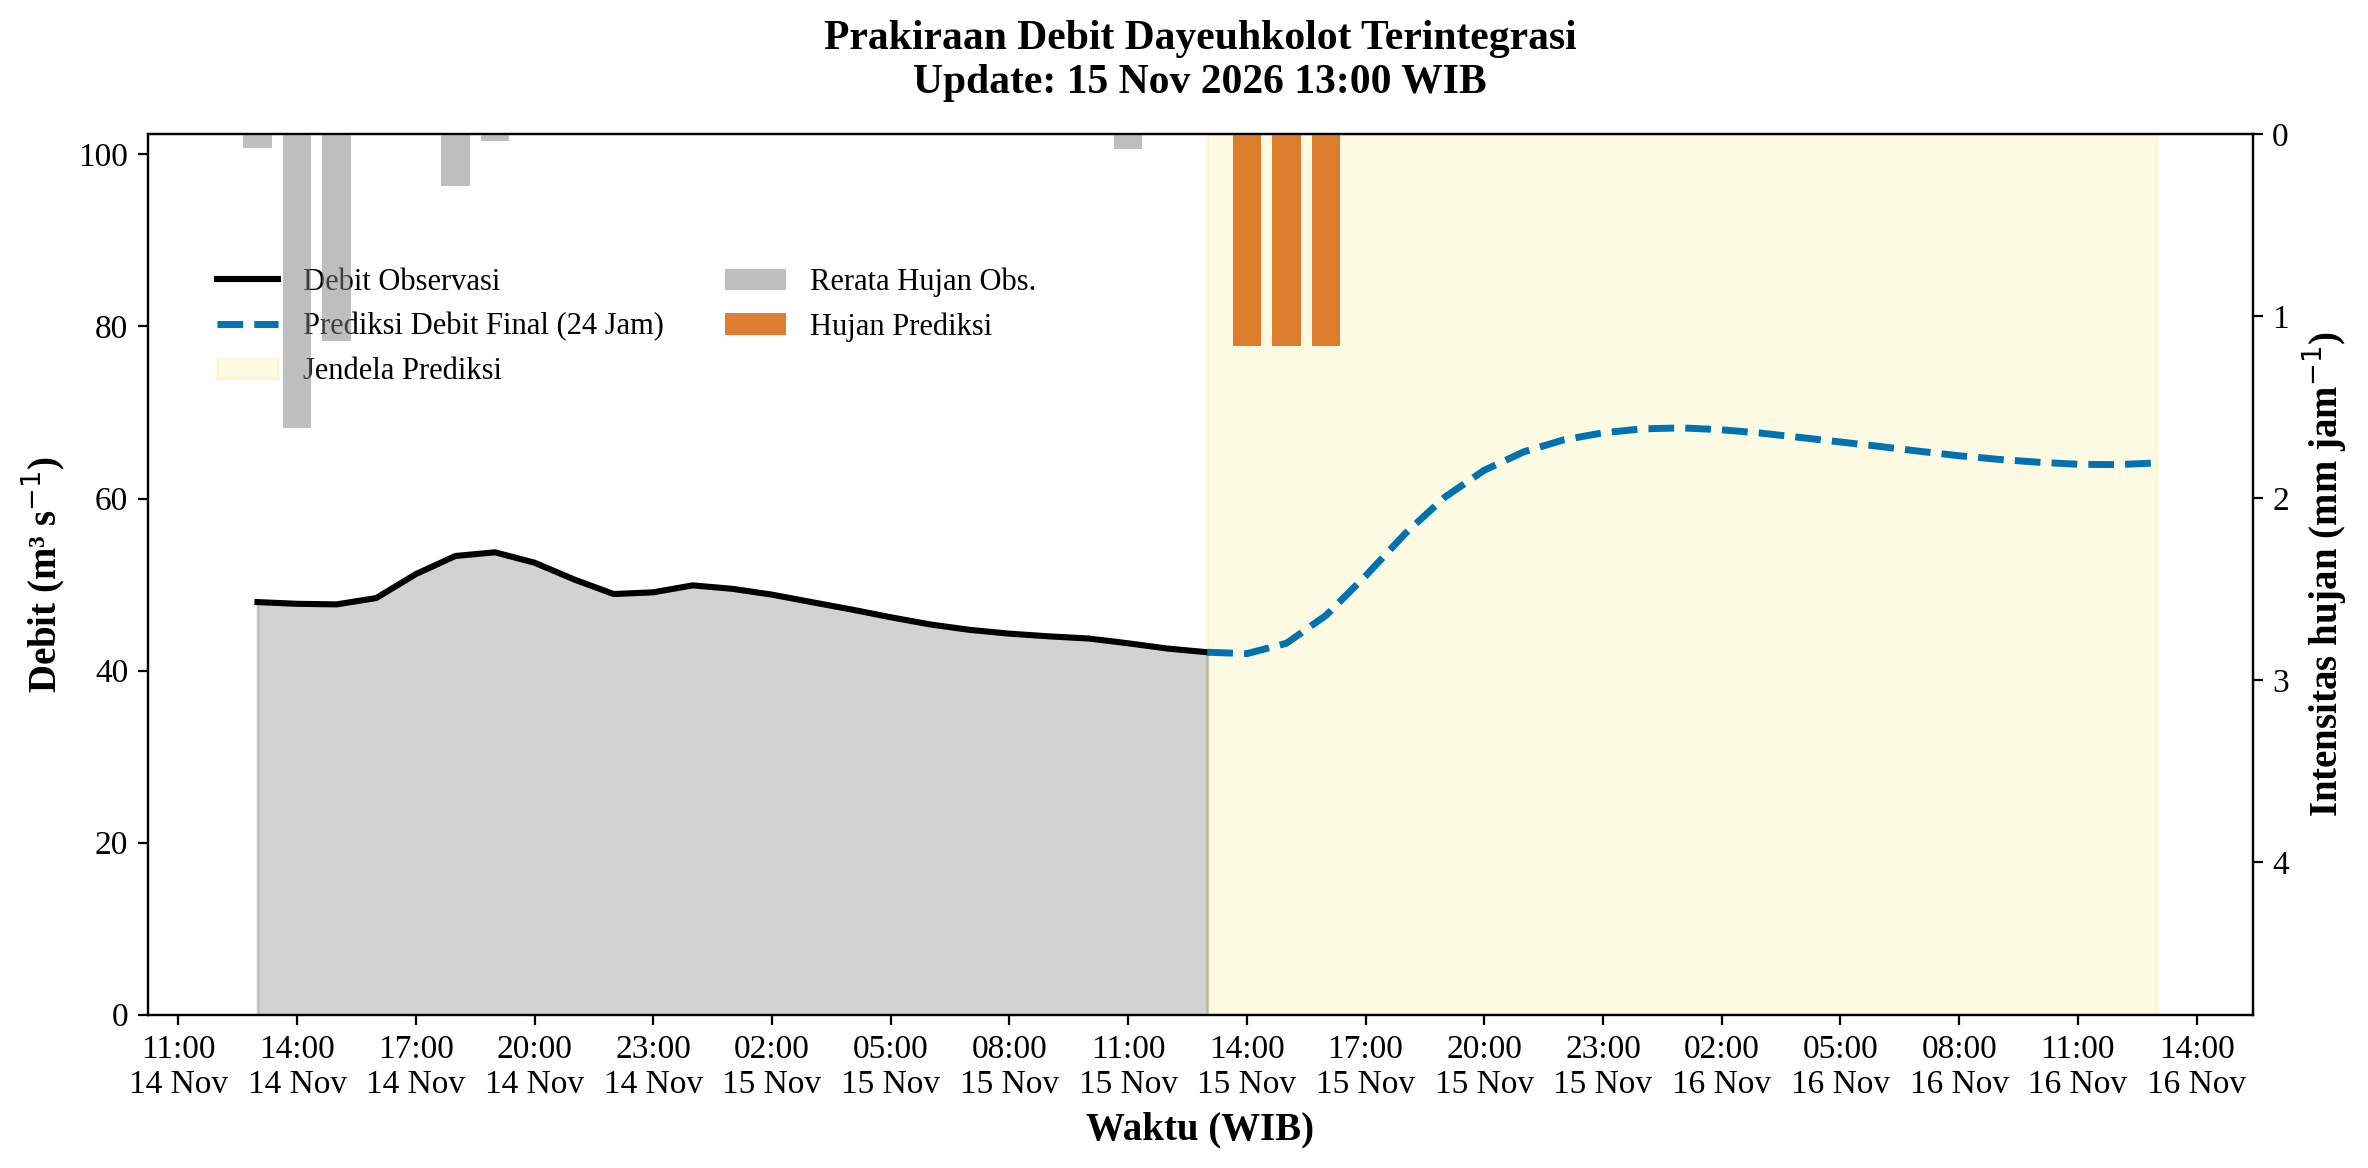 Prakiraan Debit Dayeuhkolot Terintegrasi
Update: 15 Nov 2026 13:00 WIB
Debit (m³ s⁻¹)
100
80
60
40
20
0
Debit Observasi
Prediksi Debit Final (24 Jam)
Jendela Prediksi
Rerata Hujan Obs.
Hujan Prediksi
0
1
2
3
4
Intensitas hujan (mm jam⁻¹)
11:00 14:00 17:00 20:00 23:00 02:00 05:00 08:00 11:00 14:00 17:00 20:00 23:00 02:00 05:00 08:00 11:00 14:00
14 Nov 14 Nov 14 Nov 14 Nov 14 Nov 15 Nov 15 Nov 15 Nov 15 Nov 15 Nov 15 Nov 15 Nov 15 Nov 16 Nov 16 Nov 16 Nov 16 Nov 16 Nov
Waktu (WIB)